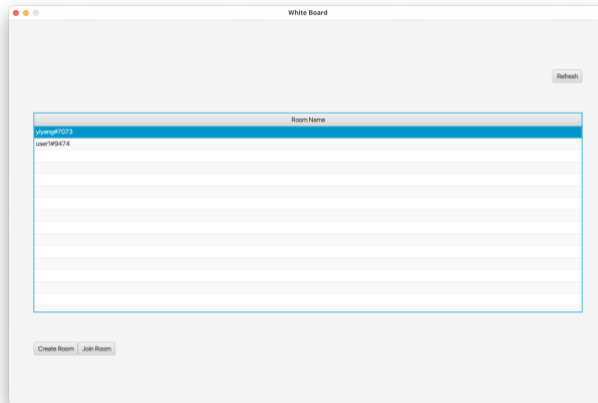 White Board
Refresh
Room Name
yiyang#7073
user1#9474
Create Room Join Room